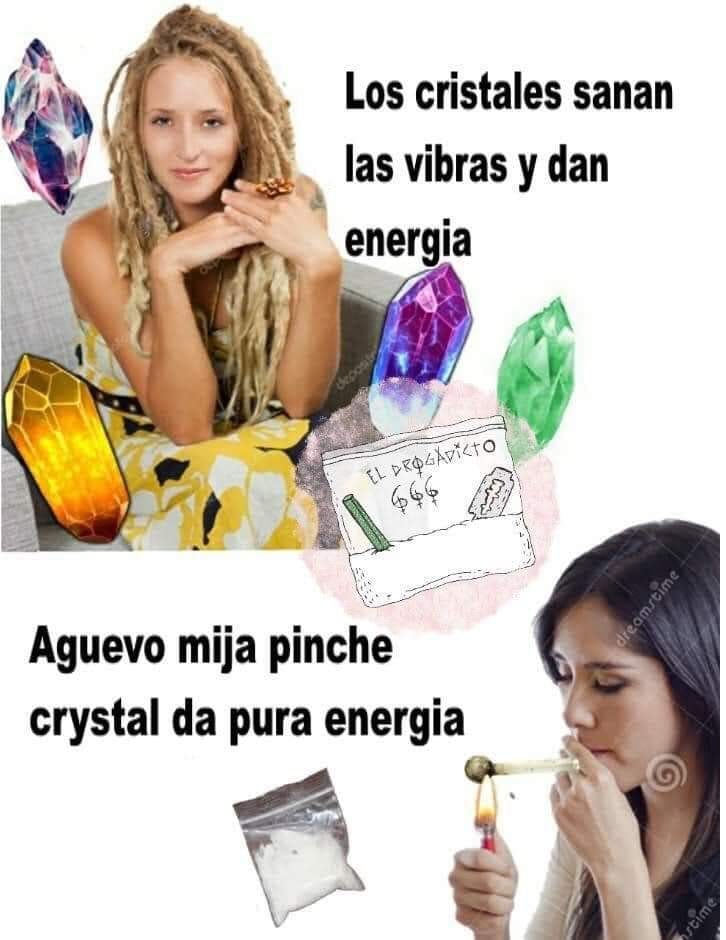 Los cristales sanan
las vibras y dan
energia
EL DROGADICTO
666
Aguevo mija pinche
crystal da pura energia
dreamstime